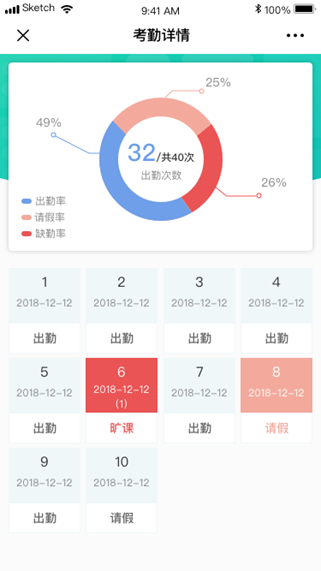 Sketch 9:41 AM 100%
考勤详情
25%
49%
32/共40次
出勤次数
26%
出勤率
请假率
缺勤率
1 2 3 4
2018-12-12 2018-12-12 2018-12-12 2018-12-12
出勤 出勤 出勤 出勤
5 6 7 8
2018-12-12 2018-12-12 2018-12-12 2018-12-12
(1)
出勤 旷课 出勤 请假
9 10
2018-12-12 2018-12-12
出勤 请假